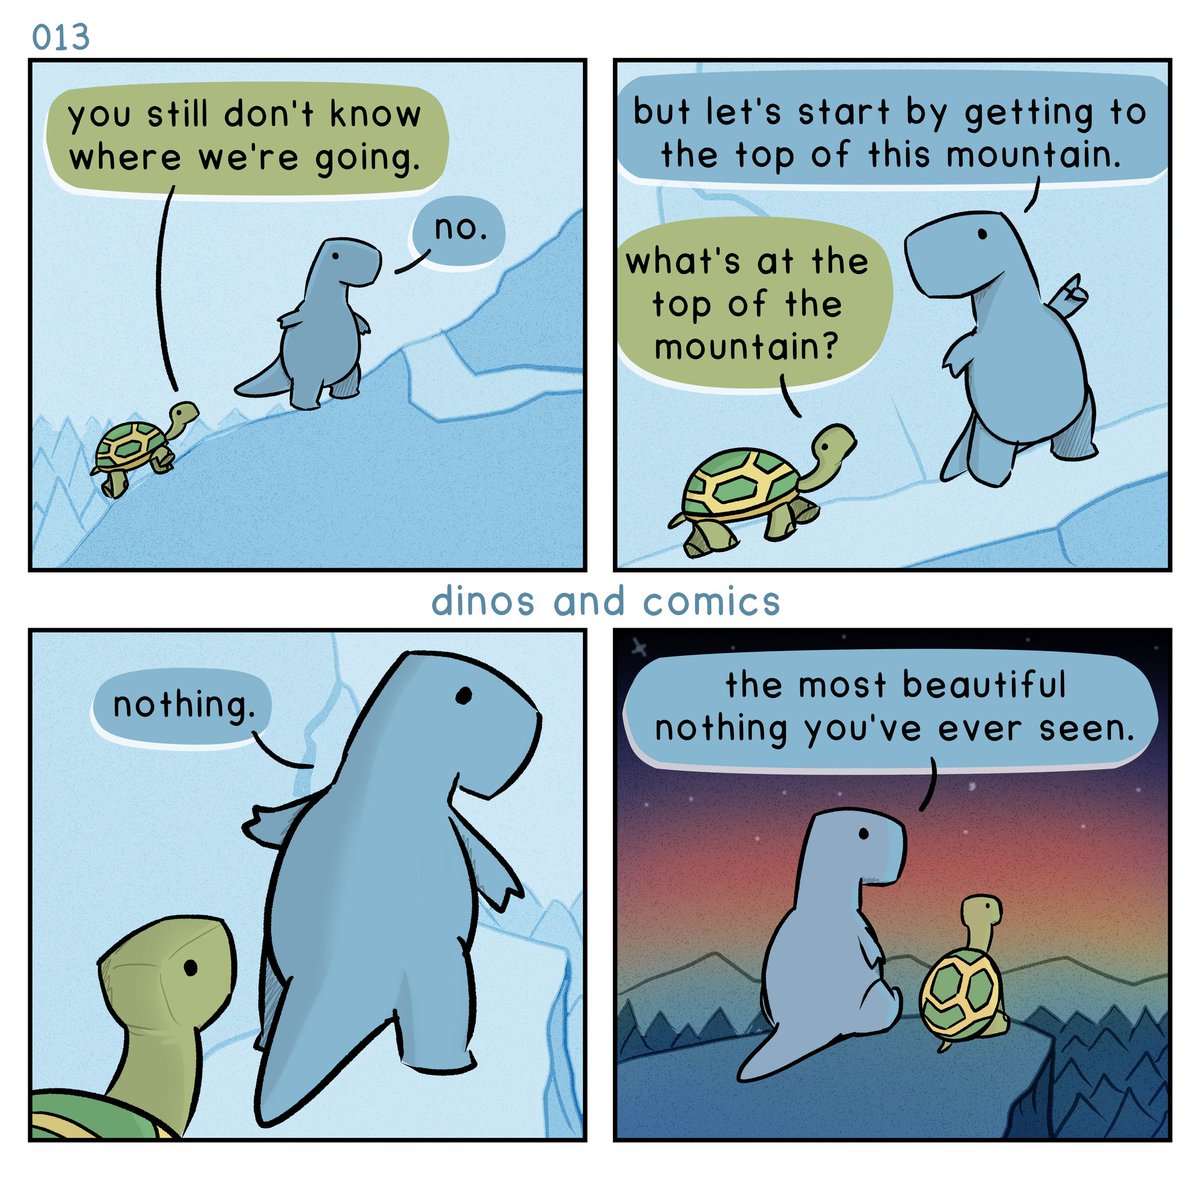 013
you still don't know
where we're going.
no.
but let's start by getting to
the top of this mountain.
what's at the
top of the
mountain?
dinos and comics
nothing.
the most beautiful
nothing you've ever seen.